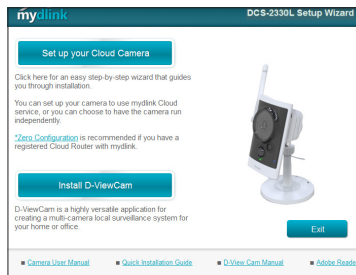 mydlink
DCS-2330L Setup Wizard
Set up your Cloud Camera
Click here for an easy step-by-step wizard that guides
you through installation.
You can set up your camera to use mydlink Cloud
service, or you can choose to have the camera run
independently.
*Zero Configuration is recommended if you have a
registered Cloud Router with mydlink.
Install D-ViewCam
D-ViewCam is a highly versatile application for
creating a multi-camera local surveillance system for
your home or office.
Exit
Camera User Manual
Quick Installation Guide
D-View Cam Manual
Adobe Reade